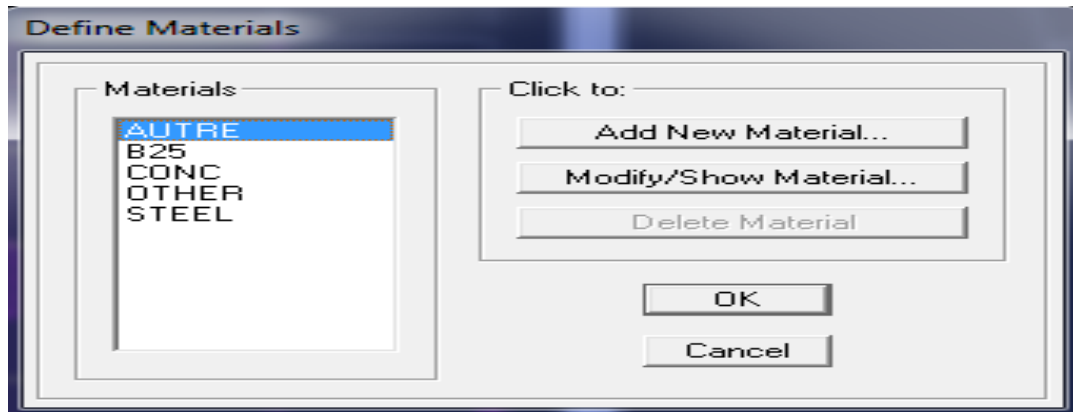 Define Materials
Materials
AUTRE
B25
CONC
OTHER
STEEL
Click to:
Add New Material...
Modify/Show Material...
Delete Material
OK
Cancel